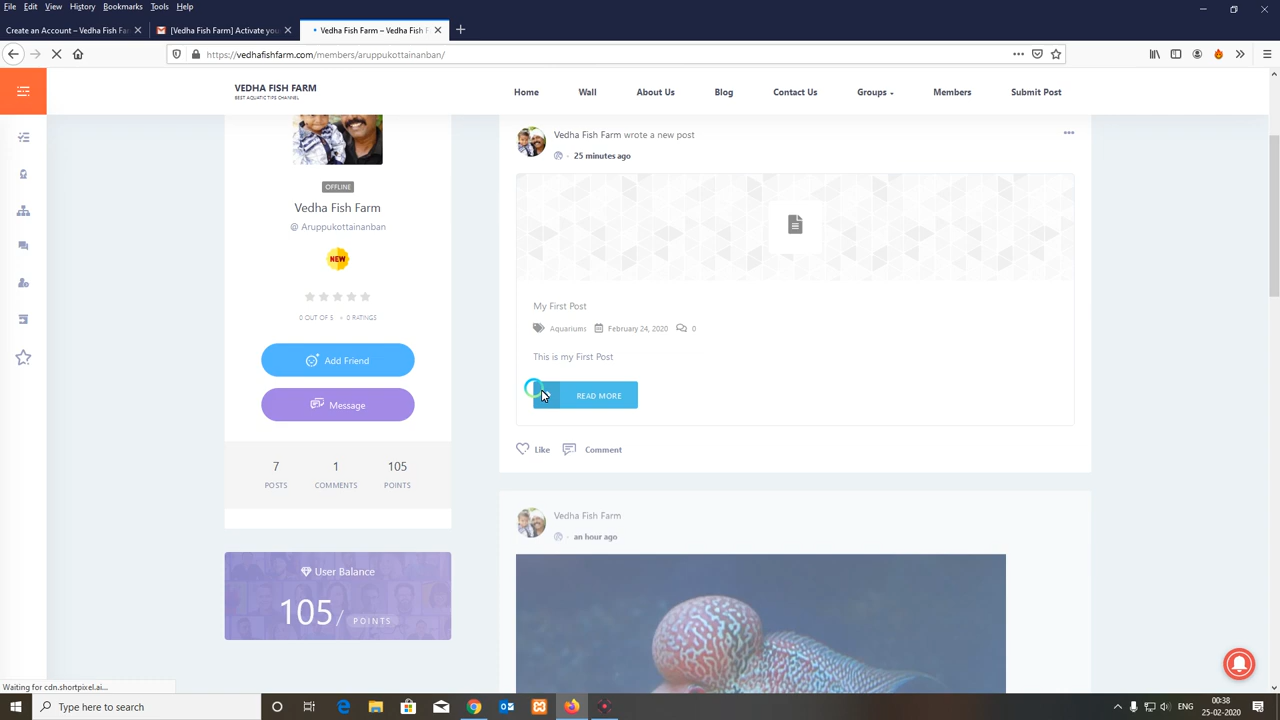 File Edit View History Bookmarks Tools Help
Create an Account – Vedha Fish Far
[Vedha Fish Farm] Activate you
Vedha Fish Farm – Vedha Fish F
https://vedhafishfarm.com/members/aruppukottainanban/
VEDHA FISH FARM
BEST AQUATIC TIPS CHANNEL
Home Wall About Us Blog Contact Us Groups Members Submit Post
OFFLINE
Vedha Fish Farm
@ Aruppukottainanban
NEW
0 OUT OF 5 • 0 RATINGS
Add Friend
Message
7 1 105
POSTS COMMENTS POINTS
User Balance
105/ POINTS
Vedha Fish Farm wrote a new post
25 minutes ago
My First Post
Aquariums February 24, 2020 0
This is my First Post
READ MORE
Like Comment
Vedha Fish Farm
an hour ago
Waiting for cdn.shortpixel.ai...
Type here to search
00:38
25-02-2020